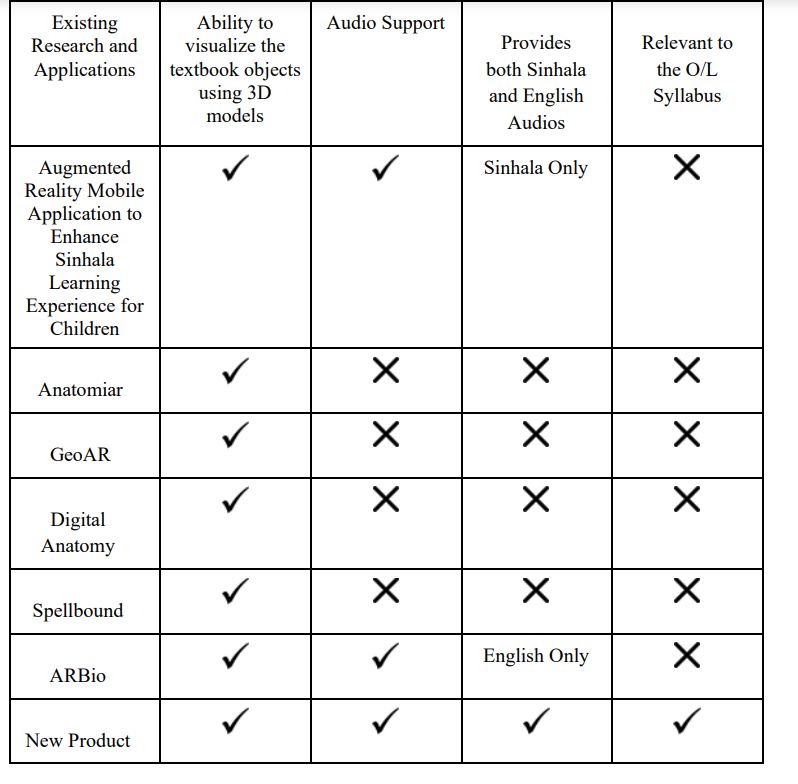 Existing
Research and
Applications
Ability to
visualize the
textbook objects
using 3D
models
Audio Support
Provides
both Sinhala
and English
Audios
Relevant to
the O/L
Syllabus
Augmented
Reality Mobile
Application to
Enhance
Sinhala
Learning
Experience for
Children
✓
✓
Sinhala Only
✕
Anatomiar
✓
✕
✕
✕
GeoAR
✓
✕
✕
✕
Digital
Anatomy
✓
✕
✕
✕
Spellbound
✓
✕
✕
✕
ARBio
✓
✓
English Only
✕
New Product
✓
✓
✓
✓